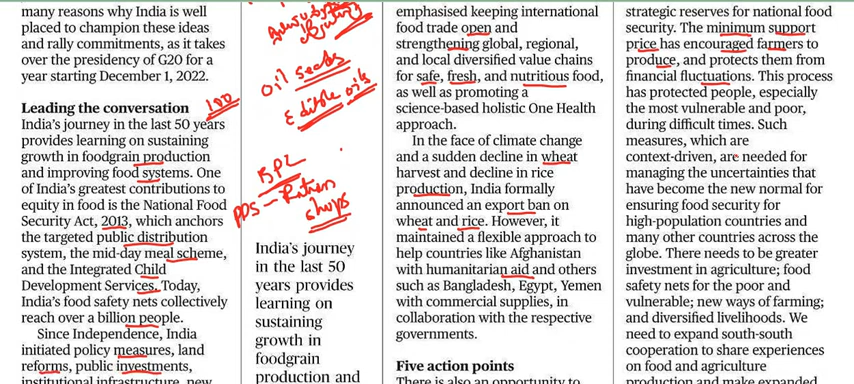 many reasons why India is well
placed to champion these ideas
and rally commitments, as it takes
over the presidency of G20 for a
year starting December 1, 2022.
Leading the conversation
India's journey in the last 50 years
provides learning on sustaining
growth in foodgrain production
and improving food systems. One
of India's greatest contributions to
equity in food is the National Food
Security Act, 2013, which anchors
the targeted public distribution
system, the mid-day meal scheme,
and the Integrated Child
Development Services. Today,
India's food safety nets collectively
reach over a billion people.
Since Independence, India
initiated policy measures, land
reforms, public investments,
institutional infrastructure, new
100
Oil seeds
Edible oils
BPL
PDS – Ration
shops
India's journey
in the last 50
years provides
learning on
sustaining
growth in
foodgrain
production and
emphasised keeping international
food trade open and
strengthening global, regional,
and local diversified value chains
for safe, fresh, and nutritious food,
as well as promoting a
science-based holistic One Health
approach.
In the face of climate change
and a sudden decline in wheat
harvest and decline in rice
production, India formally
announced an export ban on
wheat and rice. However, it
maintained a flexible approach to
help countries like Afghanistan
with humanitarian aid and others
such as Bangladesh, Egypt, Yemen
with commercial supplies, in
collaboration with the respective
governments.
Five action points
There is also an opportunity to
strategic reserves for national food
security. The minimum support
price has encouraged farmers to
produce, and protects them from
financial fluctuations. This process
has protected people, especially
the most vulnerable and poor,
during difficult times. Such
measures, which are
context-driven, are needed for
managing the uncertainties that
have become the new normal for
ensuring food security for
high-population countries and
many other countries across the
globe. There needs to be greater
investment in agriculture; food
safety nets for the poor and
vulnerable; new ways of farming;
and diversified livelihoods. We
need to expand south-south
cooperation to share experiences
on food and agriculture
production and make expanded